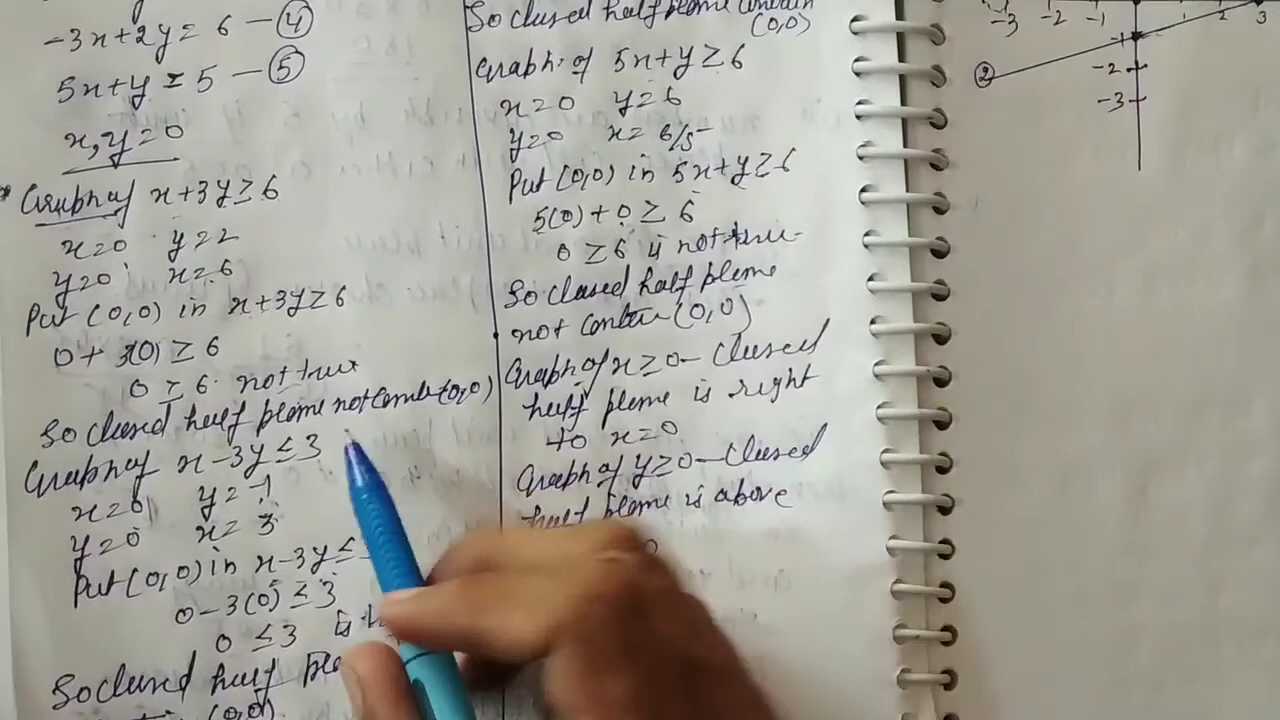 -3x+2y = 6 — ④
5x+y ≥ 5 — ⑤
x,y = 0
Graph of x+3y ≥ 6
x=0 y=2
y=0 x=6
Put (0,0) in x+3y ≥ 6
0+ 3(0) ≥ 6
0 ≥ 6 not true
So closed half plane not (0,0)
Graph of x-3y ≤ 3
x=0 y=-1
y=0 x=3
Put (0,0) in x-3y ≤
0-3(0) ≤ 3
0 ≤ 3 is
So closed half
(0,0)
So closed half plane contain
(0,0)
Graph of 5x+y ≥ 6
x=0 y=6
y=0 x= 6/5
Put (0,0) in 5x+y ≥ 6
5(0)+0 ≥ 6
0 ≥ 6 is not true
So closed half plane
not (0,0)
Graph of x ≥ 0 - closed
half plane is right
to x=0
Graph of y ≥ 0 - closed
half plane is above
0
-3 -2 -1 1 2 3
-1
②
-2
-3